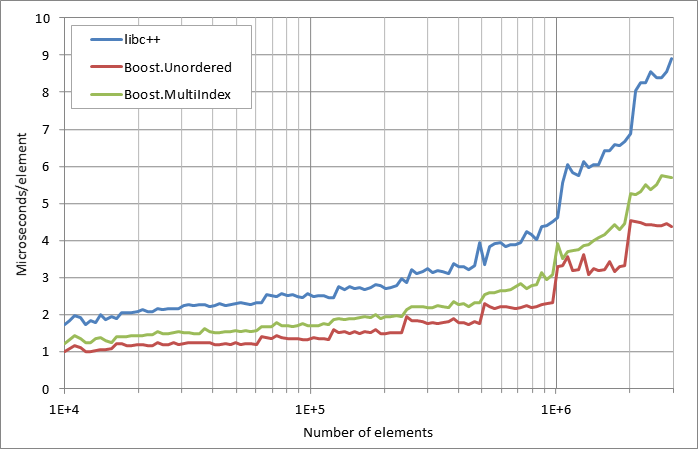 10
9
8
7
6
5
4
3
2
1
0
Microseconds/element
libc++
Boost.Unordered
Boost.MultiIndex
1E+4 1E+5 1E+6
Number of elements